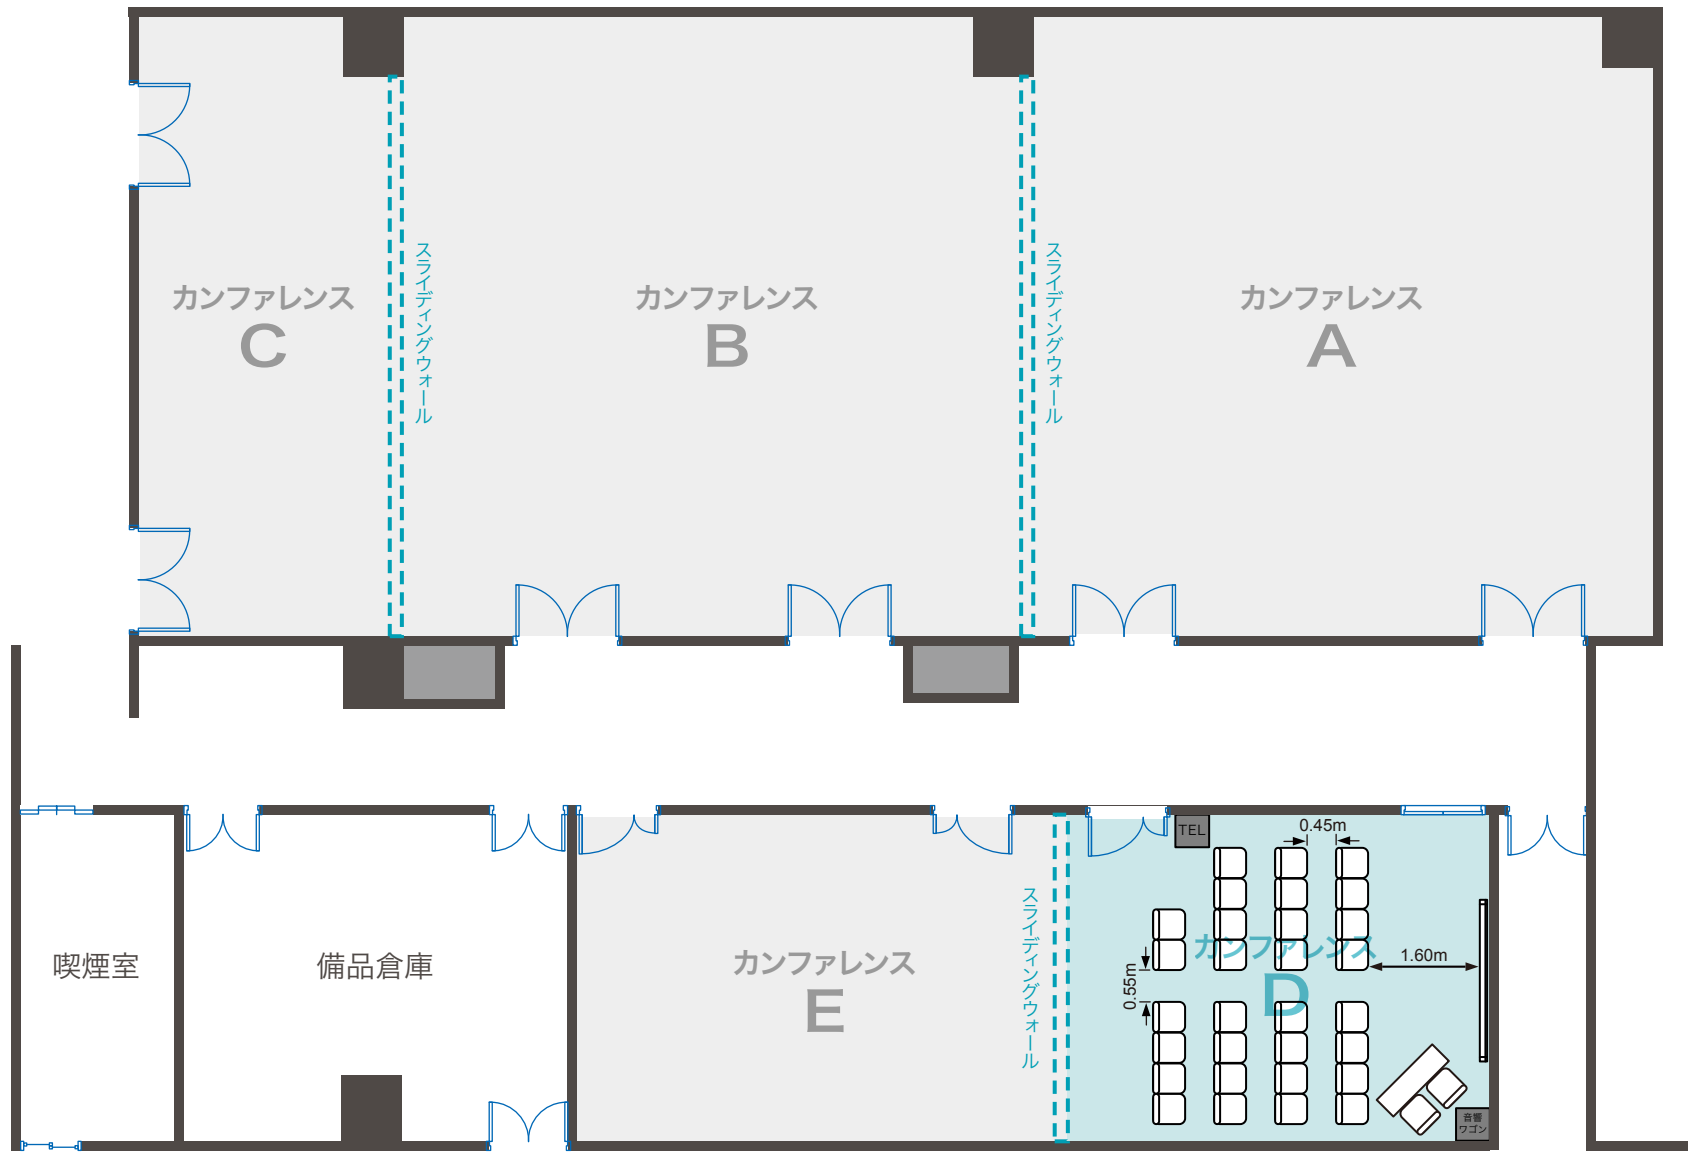 カンファレンス
C
スライディングウォール
カンファレンス
B
スライディングウォール
カンファレンス
A
喫煙室
備品倉庫
カンファレンス
E
スライディングウォール
TEL
0.45m
カンファレンス
D
1.60m
0.55m
音響
ワゴン